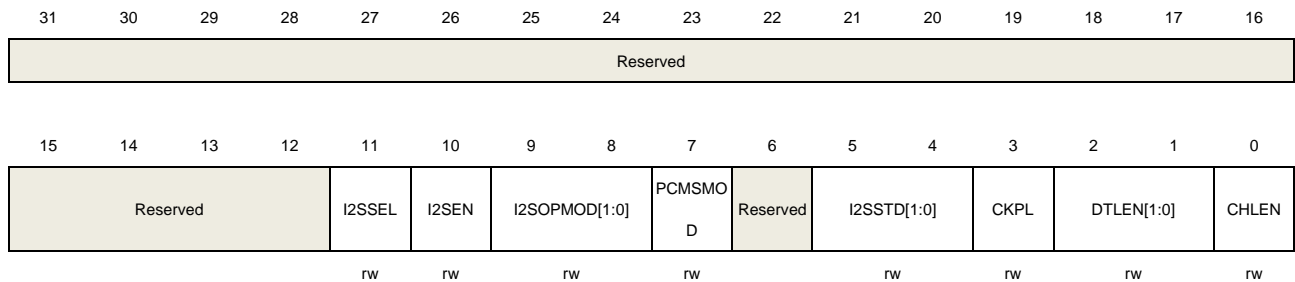 31 30 29 28 27 26 25 24 23 22 21 20 19 18 17 16
Reserved
15 14 13 12 11 10 9 8 7 6 5 4 3 2 1 0
Reserved I2SSEL I2SEN I2SOPMOD[1:0] PCMSMO
D Reserved I2SSTD[1:0] CKPL DTLEN[1:0] CHLEN
rw rw rw rw rw rw rw rw